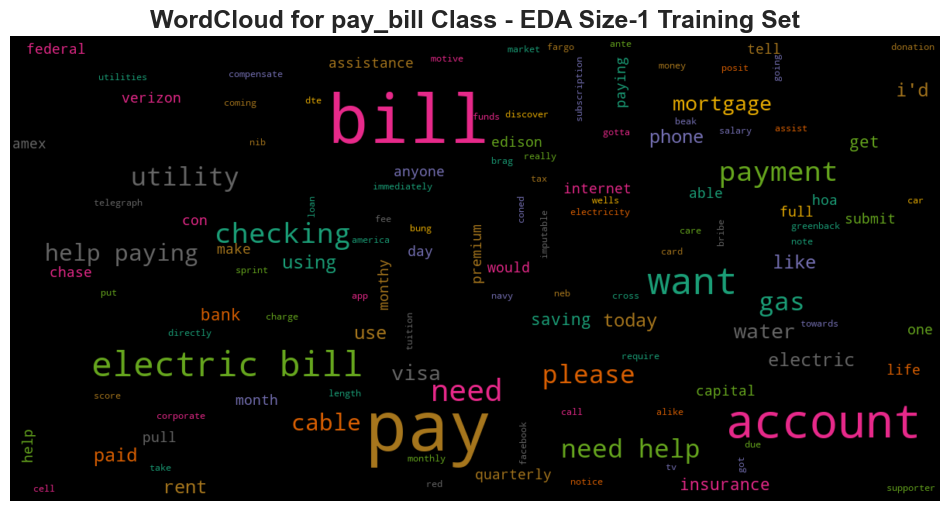 WordCloud for pay_bill Class - EDA Size-1 Training Set
federal
utilities
verizon
amex
compensate
coming
nib
assistance
motive
dte
bill
funds
discover
market
fargo
ante
subscription
paying
money
posit
going
tell
donation
i'd
mortgage
beak
phone
salary
assist
gotta
get
edison
brag
really
anyone
immediately
utility
telegraph
loan
tax
internet
wells
electricity
able
payment
hoa
full
car
greenback
submit
note
con
checking
america
fee
bung
coned
imputable
care
bribe
card
like
help paying
make
using
day
premium
would
chase
sprint
monthy
put
app
navy
neb
cross
want
gas
bank
charge
directly
use
tuition
saving
today
water
towards
one
electric bill
visa
need
please
require
electric
life
score
month
length
capital
corporate
cable
pay
call
alike
account
help
pull
paid
take
monthly
facebook
need help
due
got
tv
rent
quarterly
red
notice
insurance
cell
supporter